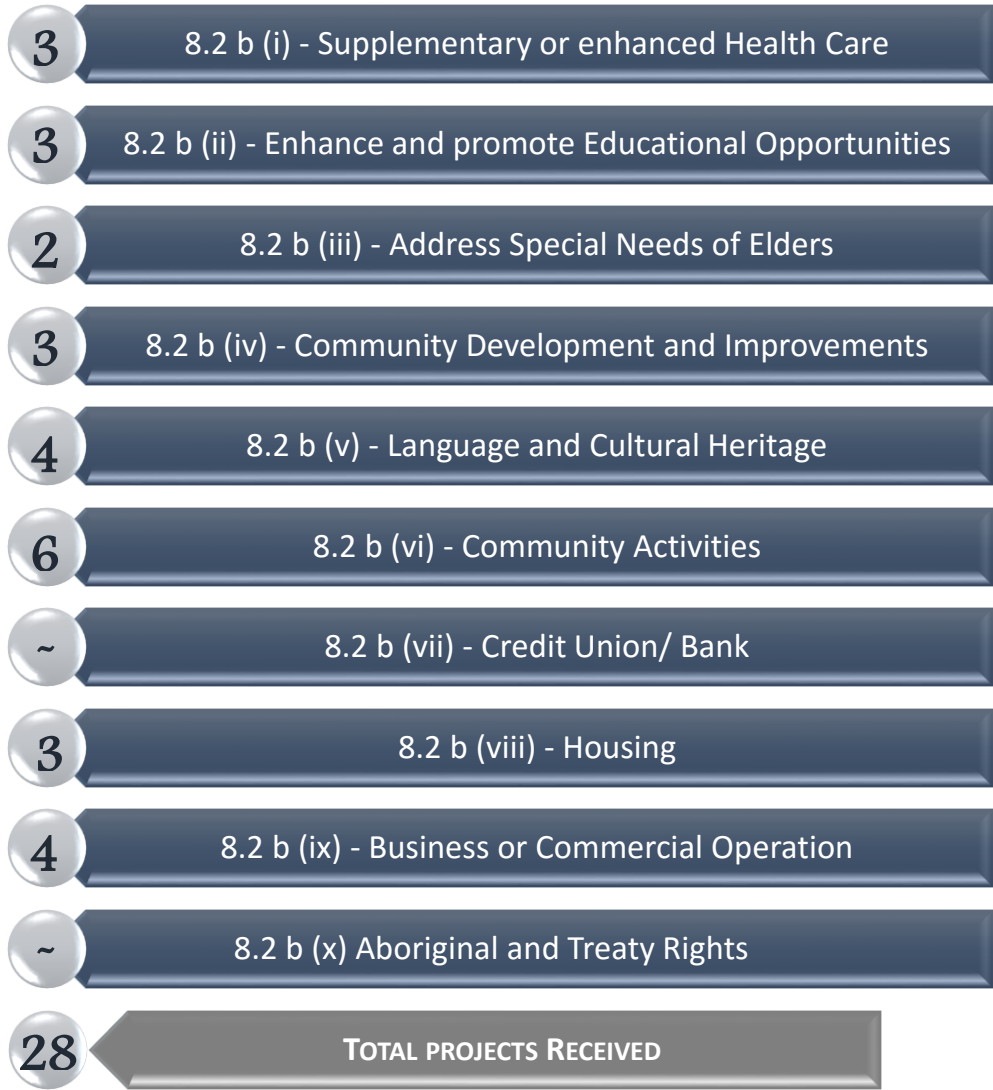 3 8.2 b (i) - Supplementary or enhanced Health Care
3 8.2 b (ii) - Enhance and promote Educational Opportunities
2 8.2 b (iii) - Address Special Needs of Elders
3 8.2 b (iv) - Community Development and Improvements
4 8.2 b (v) - Language and Cultural Heritage
6 8.2 b (vi) - Community Activities
~ 8.2 b (vii) - Credit Union/ Bank
3 8.2 b (viii) - Housing
4 8.2 b (ix) - Business or Commercial Operation
~ 8.2 b (x) Aboriginal and Treaty Rights
28 TOTAL PROJECTS RECEIVED